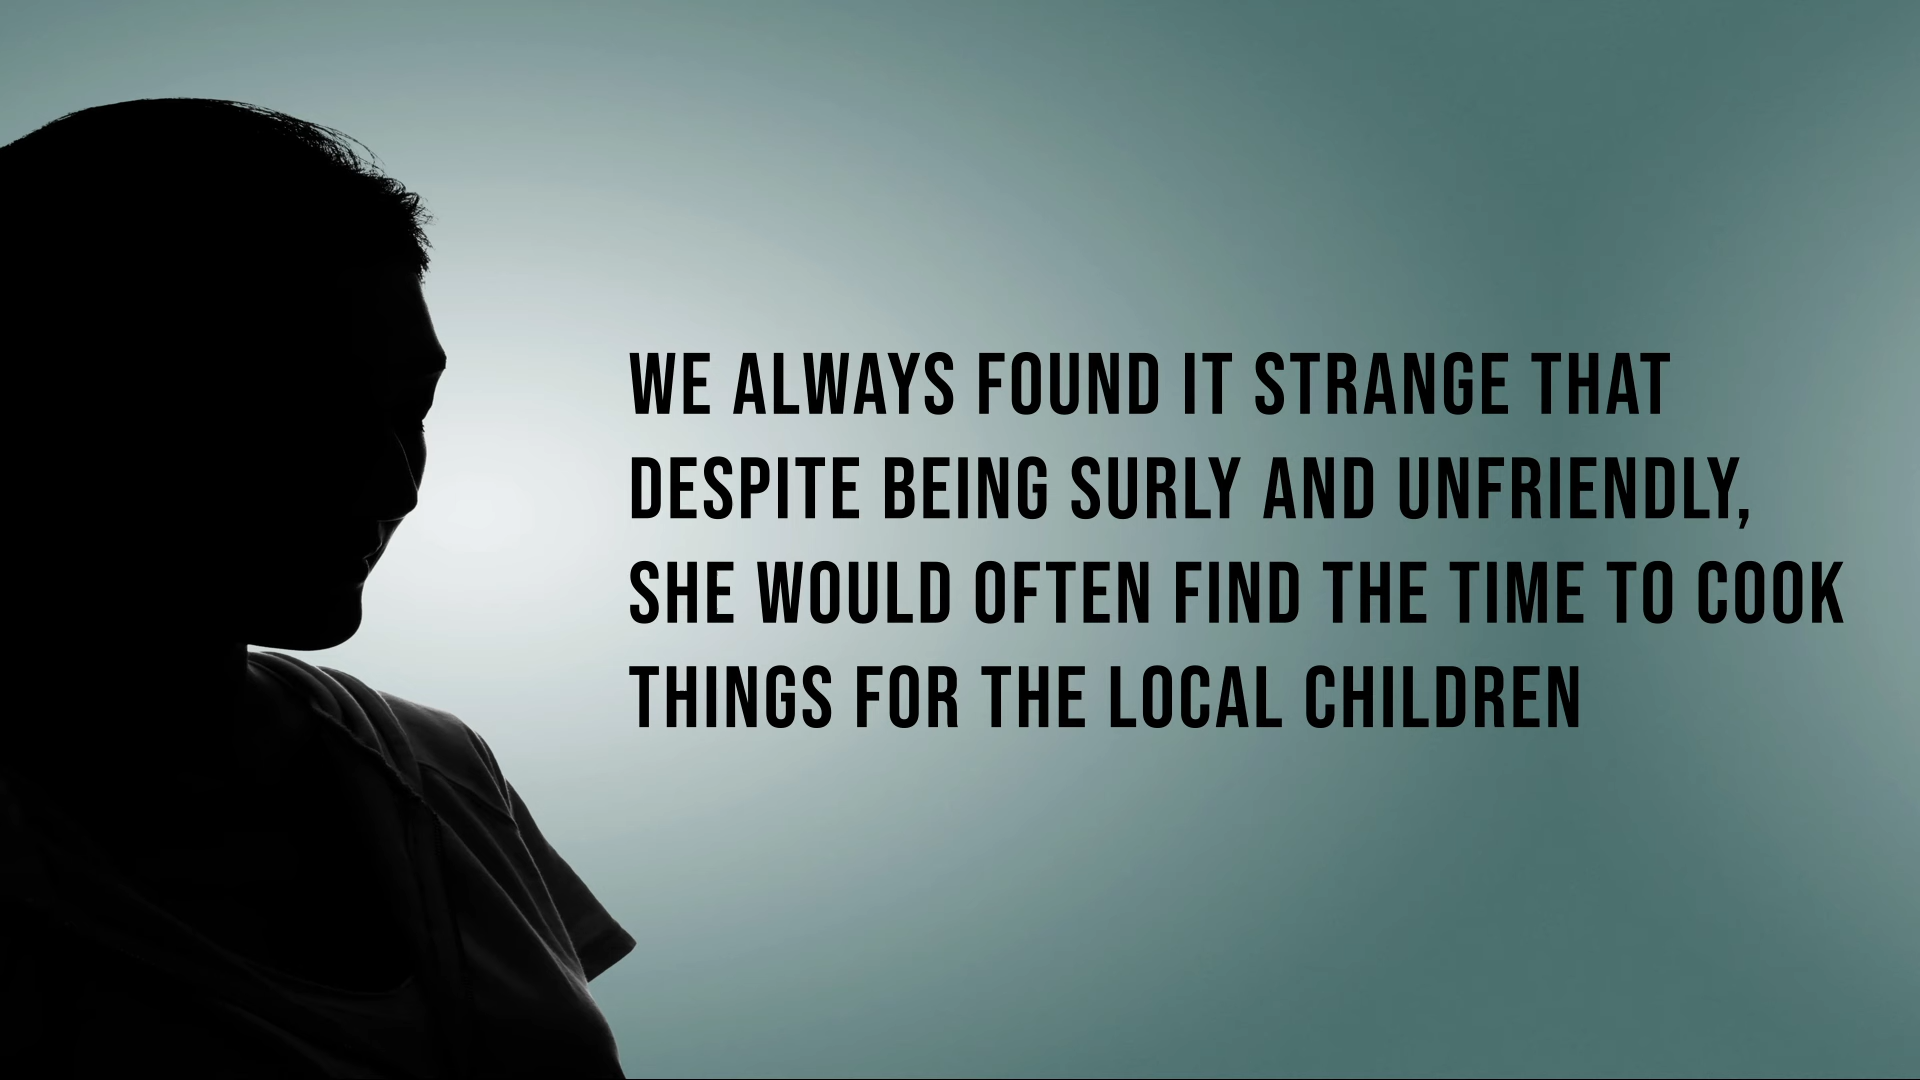 WE ALWAYS FOUND IT STRANGE THAT
DESPITE BEING SURLY AND UNFRIENDLY,
SHE WOULD OFTEN FIND THE TIME TO COOK
THINGS FOR THE LOCAL CHILDREN